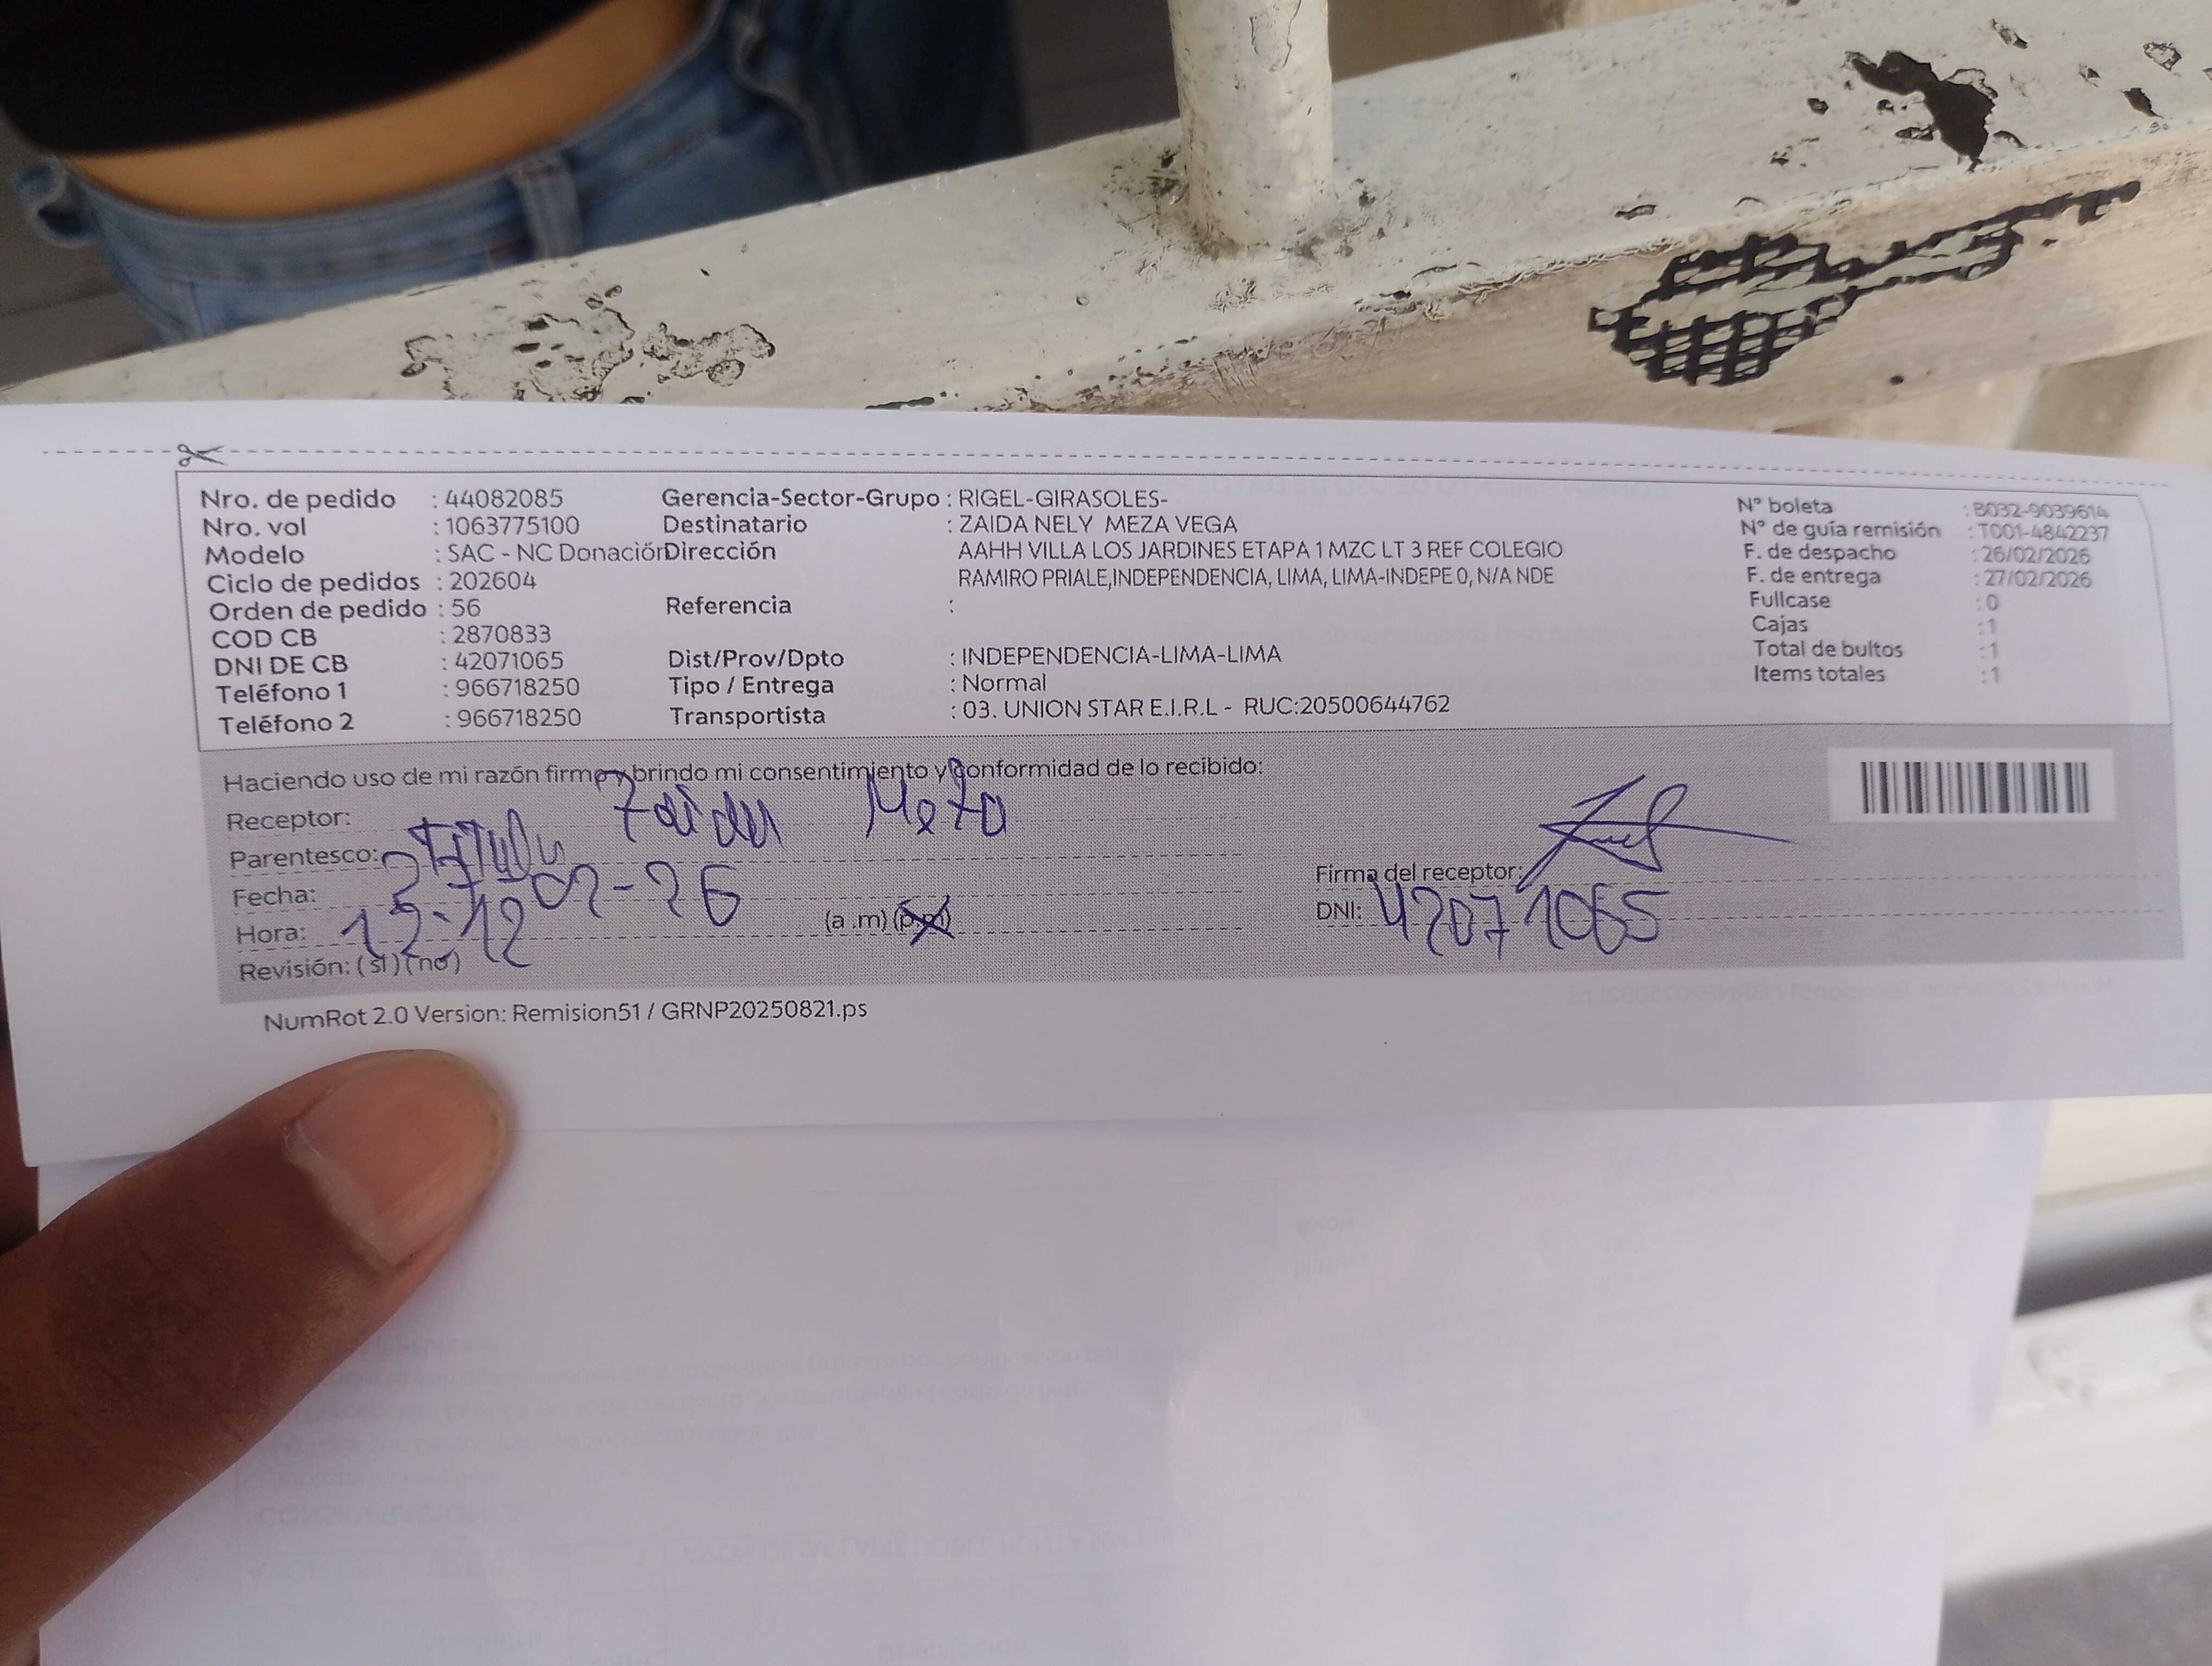 Nro. de pedido : 44082085
Nro. vol : 1063775100
Modelo : SAC - NC Donación
Ciclo de pedidos : 202604
Orden de pedido : 56
COD CB : 2870833
DNI DE CB : 42071065
Teléfono 1 : 966718250
Teléfono 2 : 966718250
Gerencia-Sector-Grupo : RIGEL-GIRASOLES-
Destinatario : ZAIDA NELY MEZA VEGA
Dirección AAHH VILLA LOS JARDINES ETAPA 1 MZC LT 3 REF COLEGIO
RAMIRO PRIALE,INDEPENDENCIA, LIMA, LIMA-INDEPE 0, N/A NDE
Referencia :
Dist/Prov/Dpto : INDEPENDENCIA-LIMA-LIMA
Tipo / Entrega : Normal
Transportista : 03. UNION STAR E.I.R.L - RUC:20500644762
N° boleta : B032-9039614
N° de guía remisión : T001-4842237
F. de despacho : 26/02/2026
F. de entrega : 27/02/2026
Fullcase : 0
Cajas : 1
Total de bultos : 1
Items totales : 1
Haciendo uso de mi razón firmo y brindo mi consentimiento y conformidad de lo recibido:
Receptor: Zaida Meza
Parentesco:
Fecha: 27-02-26
Hora: 12:12 (a .m) (p.m)
Revisión: ( si ) ( no )
Firma del receptor:
DNI: 42071065
NumRot 2.0 Version: Remision51 / GRNP20250821.ps